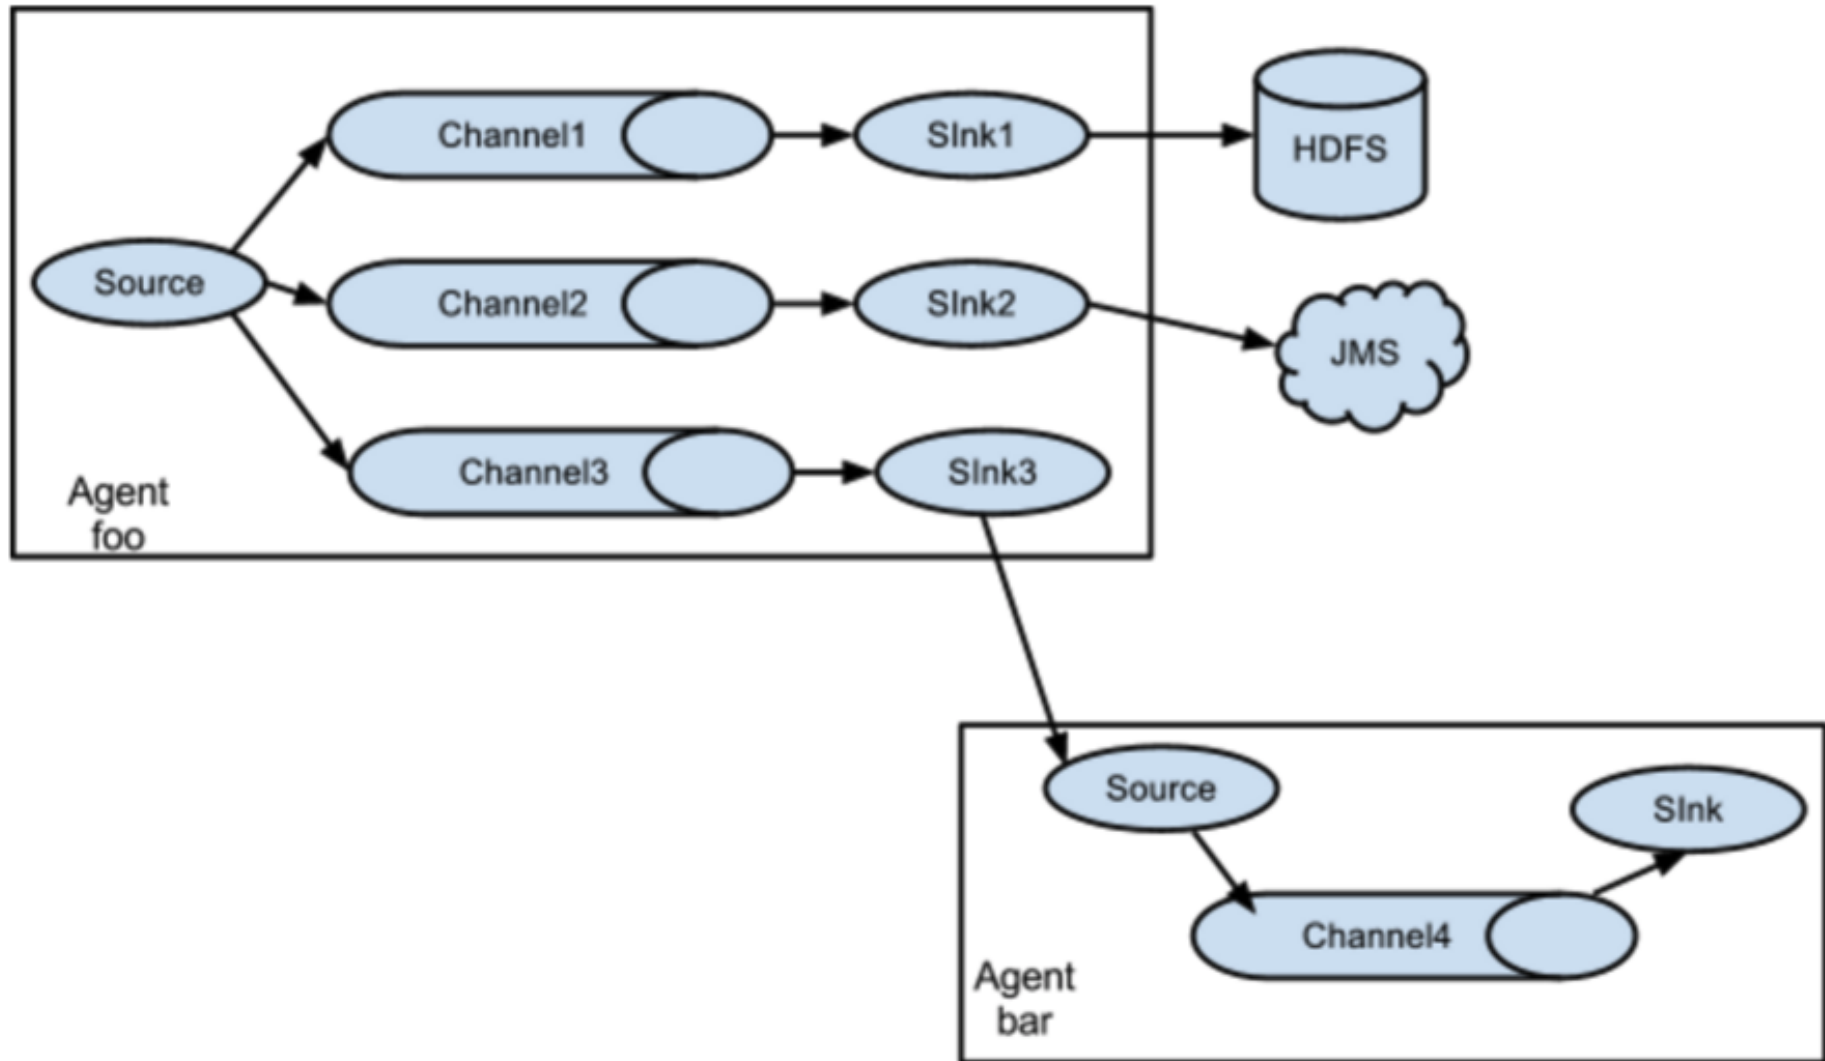 Channel1
SInk1
HDFS
Source
Channel2
SInk2
JMS
Channel3
SInk3
Agent
foo
Source
SInk
Channel4
Agent
bar